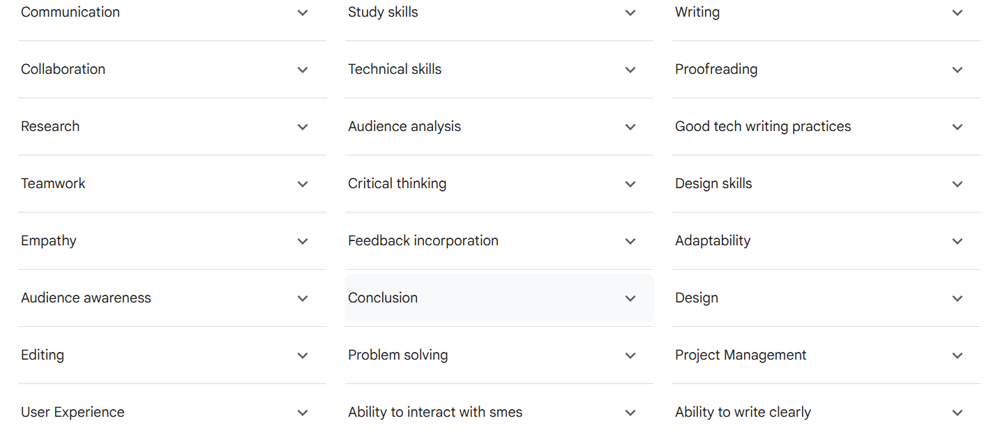 Communication
Study skills
Writing
Collaboration
Technical skills
Proofreading
Research
Audience analysis
Good tech writing practices
Teamwork
Critical thinking
Design skills
Empathy
Feedback incorporation
Adaptability
Audience awareness
Conclusion
Design
Editing
Problem solving
Project Management
User Experience
Ability to interact with smes
Ability to write clearly